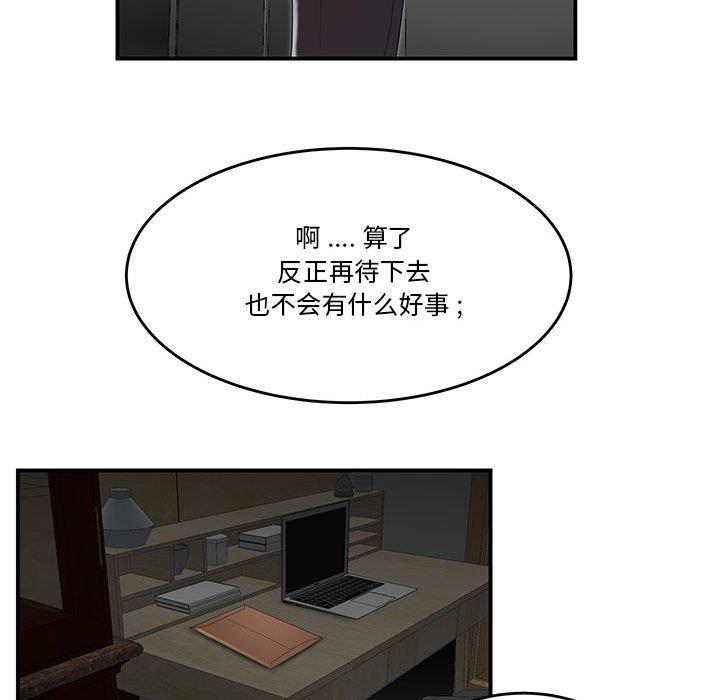 啊 .... 算了
反正再待下去
也不会有什么好事 ;